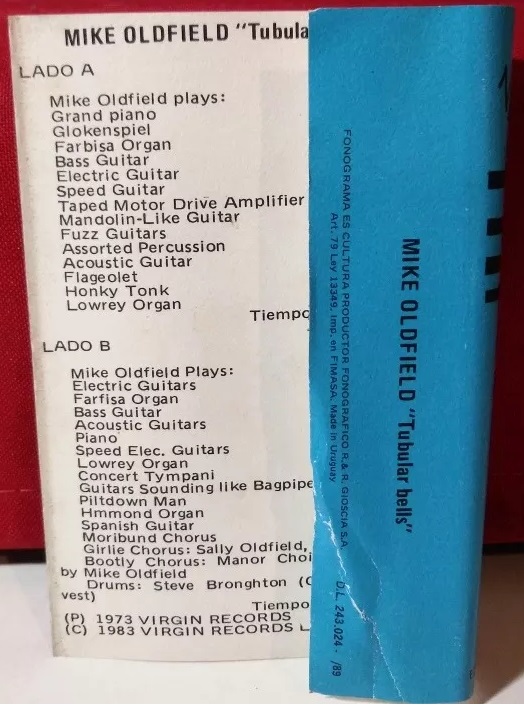 MIKE OLDFIELD "Tubula
LADO A
Mike Oldfield plays:
Grand piano
Glokenspiel
Farbisa Organ
Bass Guitar
Electric Guitar
Speed Guitar
Taped Motor Drive Amplifier
Mandolin-Like Guitar
Fuzz Guitars
Assorted Percussion
Acoustic Guitar
Flageolet
Honky Tonk
Lowrey Organ
Tiempo
LADO B
Mike Oldfield Plays:
Electric Guitars
Farfisa Organ
Bass Guitar
Acoustic Guitars
Piano
Speed Elec. Guitars
Lowrey Organ
Concert Tympani
Guitars Sounding like Bagpipe
Piltdown Man
Hmmond Organ
Spanish Guitar
Moribund Chorus
Girlie Chorus: Sally Oldfield,
Bootly Chorus: Manor Choi
by Mike Oldfield
Drums: Steve Bronghton (C
vest)
Tiempo
(P) 1973 VIRGIN RECORDS
(C) 1983 VIRGIN RECORDS L
FONOGRAMA ES CULTURA PRODUCTOR FONOGRAFICO R.& R. GIOSCIA S.A.
Art. 79 Ley 13349. Imp. en FIMASA. Made in Uruguay
D.L. 243.024 - /89
MIKE OLDFIELD "Tubular bells"